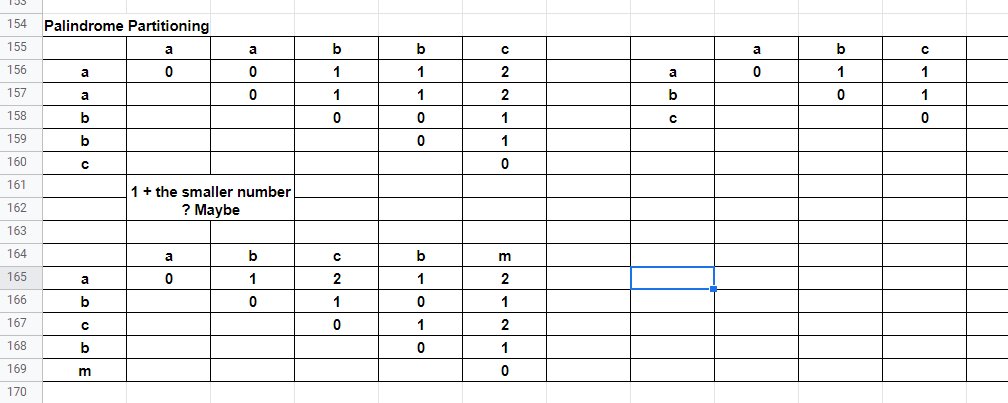 153
154 Palindrome Partitioning
155 a a b b c a b c
156 a 0 0 1 1 2 a 0 1 1
157 a 0 1 1 2 b 0 1
158 b 0 0 1 c 0
159 b 0 1
160 c 0
161 1 + the smaller number
162 ? Maybe
163
164 a b c b m
165 a 0 1 2 1 2
166 b 0 1 0 1
167 c 0 1 2
168 b 0 1
169 m 0
170